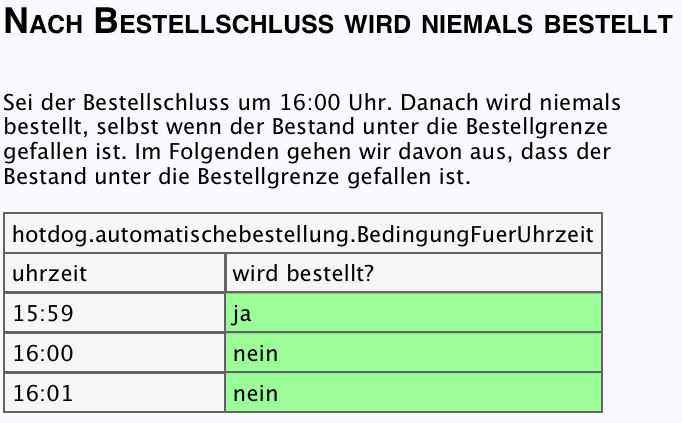 Nach Bestellschluss wird niemals bestellt
Sei der Bestellschluss um 16:00 Uhr. Danach wird niemals
bestellt, selbst wenn der Bestand unter die Bestellgrenze
gefallen ist. Im Folgenden gehen wir davon aus, dass der
Bestand unter die Bestellgrenze gefallen ist.
hotdog.automatischebestellung.BedingungFuerUhrzeit
uhrzeit wird bestellt?
15:59 ja
16:00 nein
16:01 nein